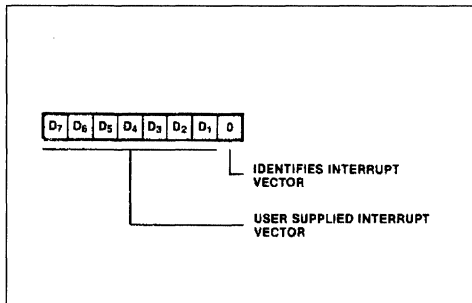 D7 D6 D5 D4 D3 D2 D1 0
IDENTIFIES INTERRUPT
VECTOR
USER SUPPLIED INTERRUPT
VECTOR